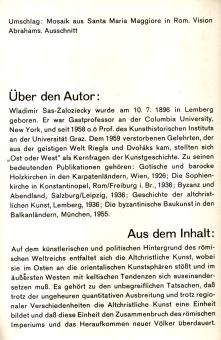 Umschlag: Mosaik aus Santa Maria Maggiore in Rom. Vision
Abrahams. Ausschnitt
Über den Autor:
Wladimir Sas-Zaloziecky wurde am 10. 7. 1896 in Lemberg
geboren. Er war Gastprofessor an der Columbia University.
New York, und seit 1958 o.ö Prof. des Kunsthistorischen Instituts
an der Universität Graz. Dem 1959 verstorbenen Gelehrten, der
aus der geistigen Welt Riegls und Dvořáks kam, stellten sich
„Ost oder West" als Kernfragen der Kunstgeschichte. Zu seinen
bedeutenden Publikationen gehören: Gotische und barocke
Holzkirchen in den Karpatenländern, Wien, 1926; Die Sophien-
kirche in Konstantinopel, Rom/Freiburg i. Br., 1936; Byzanz und
Abendland, Salzburg/Leipzig, 1936; Geschichte der altchrist-
lichen Kunst, Lemberg, 1936; Die byzantinische Baukunst in den
Balkanländern, München, 1955.
Aus dem Inhalt:
Auf dem künstlerischen und politischen Hintergrund des römi-
schen Weltreichs entfaltet sich die Altchristliche Kunst, wobei
sie im Osten an die orientalischen Kunstsphären stößt und im
äußersten Westen mit keltischen Tendenzen sich auseinander-
setzen muß. Es gehört zu den unbegreiflichen Tatsachen, daß
trotz der ungeheuren quantitativen Ausbreitung und trotz regio-
naler Verschiedenheiten die Altchristliche Kunst eine Einheit
bildet und daß diese Einheit den Zusammenbruch des römischen
Imperiums und das Heraufkommen neuer Völker überdauert.